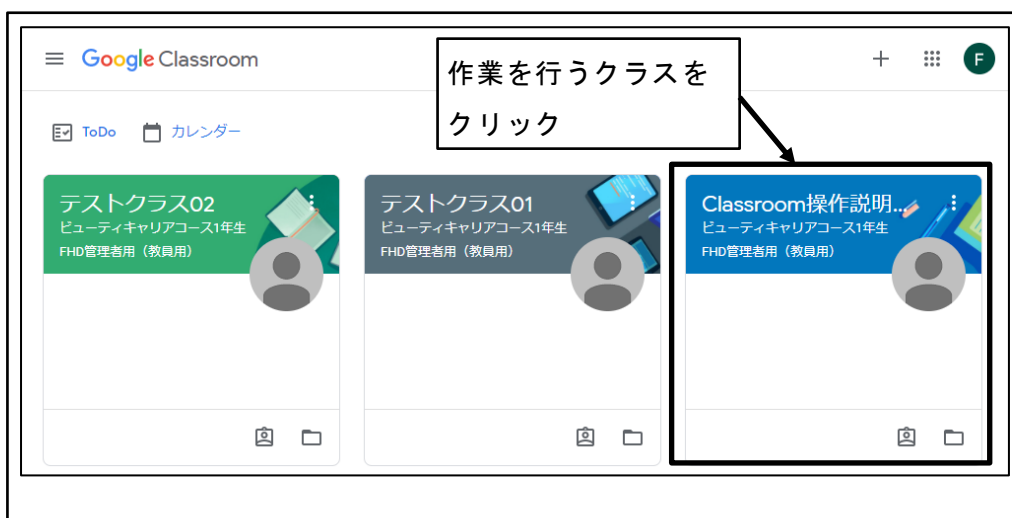 Google Classroom
作業を行うクラスを
クリック
F
ToDo
カレンダー
テストクラス02
ビューティキャリアコース1年生
FHD管理者用（教員用）
テストクラス01
ビューティキャリアコース1年生
FHD管理者用（教員用）
Classroom操作説明...
ビューティキャリアコース1年生
FHD管理者用（教員用）